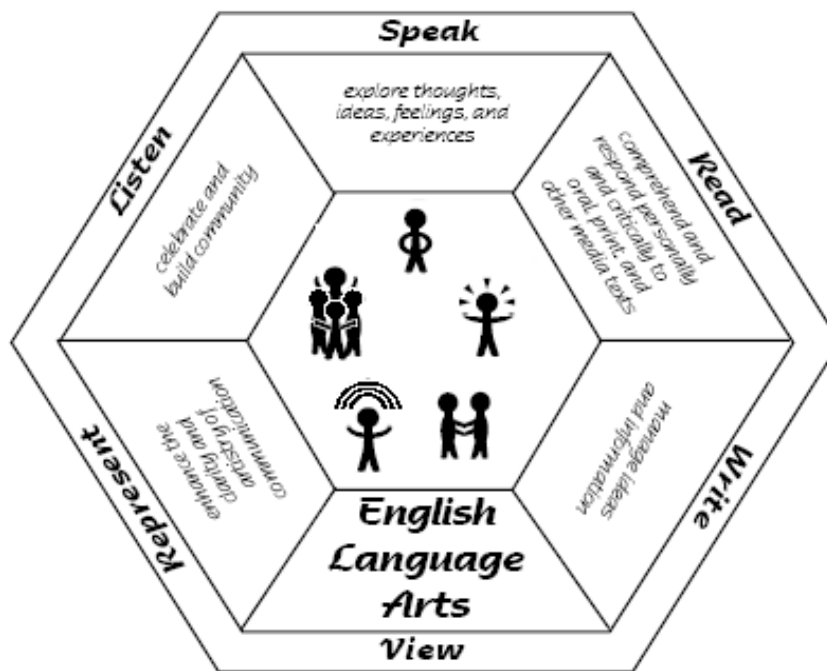 Speak
explore thoughts,
ideas, feelings, and
experiences
Read
comprehend and
respond personally
and critically to
oral, print, and
other media texts
Write
manage ideas
and information
View
English
Language
Arts
Represent
enhance the
clarity and
artistry of
communication
Listen
celebrate and
build community